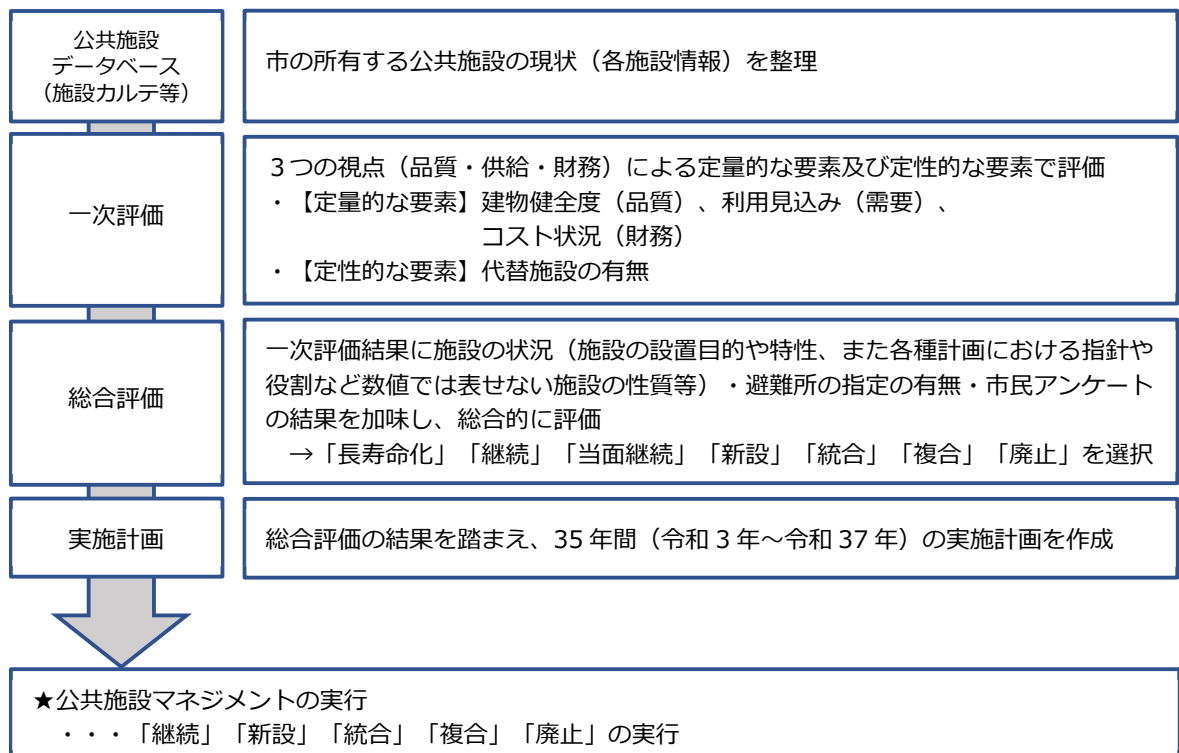 公共施設
データベース
（施設カルテ等）
市の所有する公共施設の現状（各施設情報）を整理
一次評価
３つの視点（品質・供給・財務）による定量的な要素及び定性的な要素で評価
・【定量的な要素】建物健全度（品質）、利用見込み（需要）、
コスト状況（財務）
・【定性的な要素】代替施設の有無
総合評価
一次評価結果に施設の状況（施設の設置目的や特性、また各種計画における指針や
役割など数値では表せない施設の性質等）・避難所の指定の有無・市民アンケート
の結果を加味し、総合的に評価
→「長寿命化」「継続」「当面継続」「新設」「統合」「複合」「廃止」を選択
実施計画
総合評価の結果を踏まえ、35 年間（令和 3 年～令和 37 年）の実施計画を作成
★公共施設マネジメントの実行
・・・「継続」「新設」「統合」「複合」「廃止」の実行